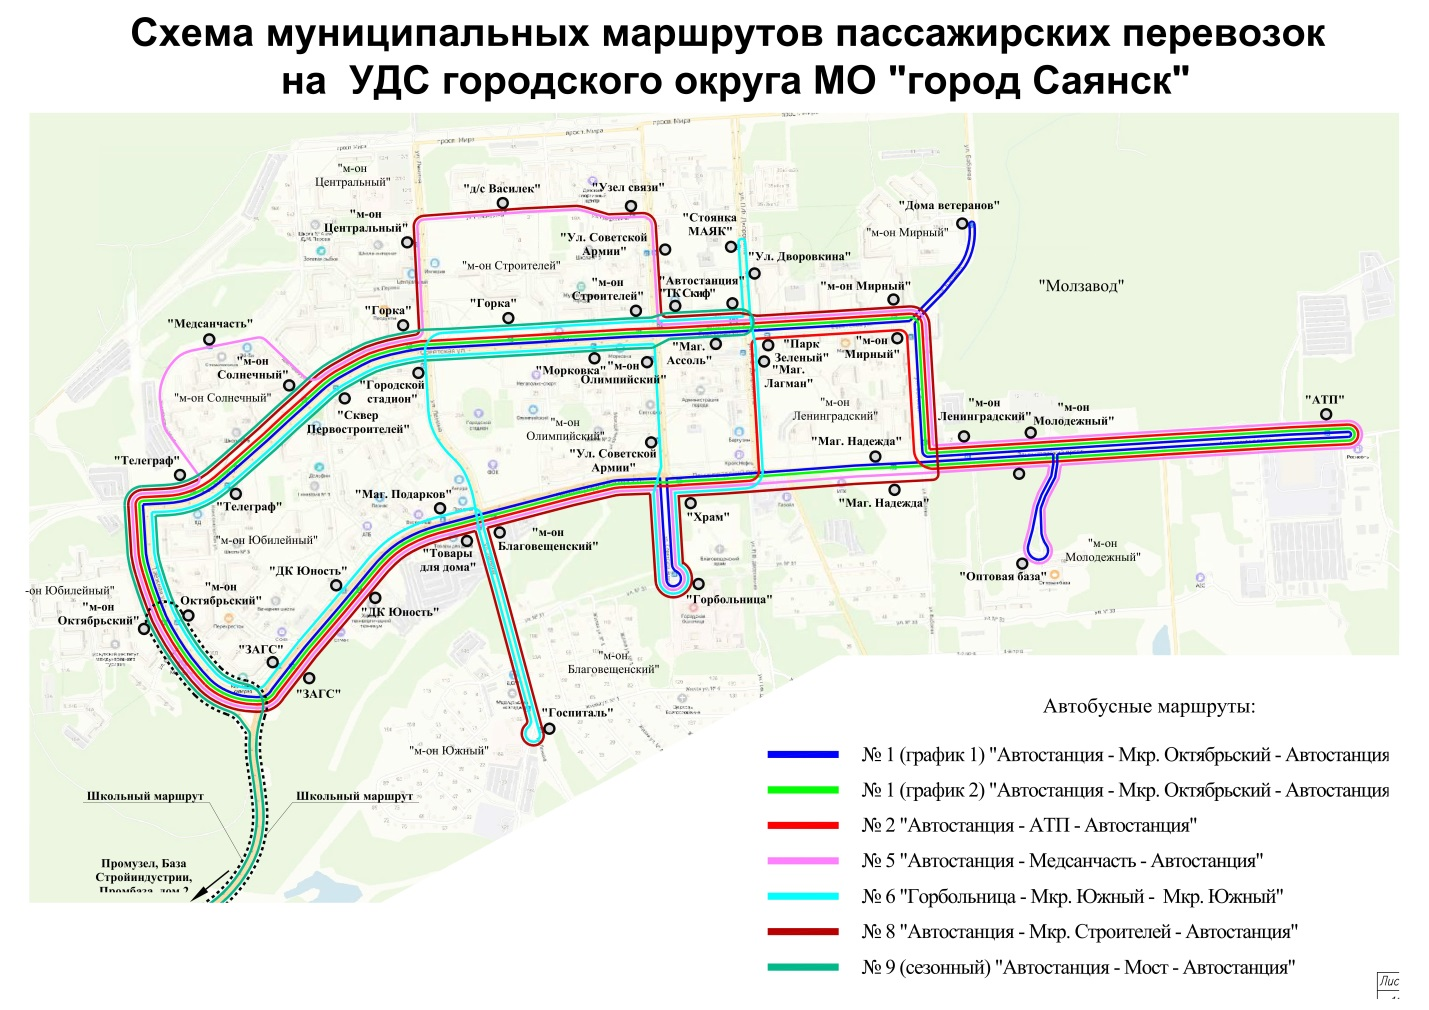 Схема муниципальных маршрутов пассажирских перевозок
на УДС городского округа МО "город Саянск"
"м-он
Центральный"
"д/с Василек"
"Узел связи"
"м-он
Центральный"
"Стоянка
МАЯК"
"Дома ветеранов"
"м-он Мирный"
"Ул. Советской
Армии"
"Ул. Дворовкина"
"м-он Строителей"
"м-он
Строителей"
"Автостанция"
"ТК Скиф"
"м-он Мирный"
"Молзавод"
"Горка"
"Горка"
"Медсанчасть"
"м-он
Солнечный"
"м-он Солнечный"
"Городской
стадион"
"Сквер
Первостроителей"
"Морковка"
"м-он
Олимпийский"
"Маг.
Ассоль"
"Парк
Зеленый"
"Маг.
Лагман"
"м-он
Мирный"
"м-он
Олимпийский"
"м-он
Ленинградский"
"м-он
Ленинградский"
"м-он
Молодежный"
"АТП"
"Телеграф"
"Телеграф"
"Ул. Советской
Армии"
"Маг. Надежда"
"Маг. Надежда"
"Маг. Подарков"
"Храм"
"м-он Юбилейный"
"Товары
для дома"
"м-он
Благовещенский"
"м-он
Молодежный"
"Оптовая база"
"ДК Юность"
"ДК Юность"
"Горбольница"
-он Юбилейный"
"м-он
Октябрьский"
"м-он
Октябрьский"
"ЗАГС"
"ЗАГС"
"м-он
Благовещенский"
"Госпиталь"
"м-он Южный"
Школьный маршрут
Школьный маршрут
Промузел, База
Стройиндустрии,
Промбаза, дом 2
Автобусные маршруты:
№ 1 (график 1) "Автостанция - Мкр. Октябрьский - Автостанция
№ 1 (график 2) "Автостанция - Мкр. Октябрьский - Автостанция
№ 2 "Автостанция - АТП - Автостанция"
№ 5 "Автостанция - Медсанчасть - Автостанция"
№ 6 "Горбольница - Мкр. Южный - Мкр. Южный"
№ 8 "Автостанция - Мкр. Строителей - Автостанция"
№ 9 (сезонный) "Автостанция - Мост - Автостанция"
Лис